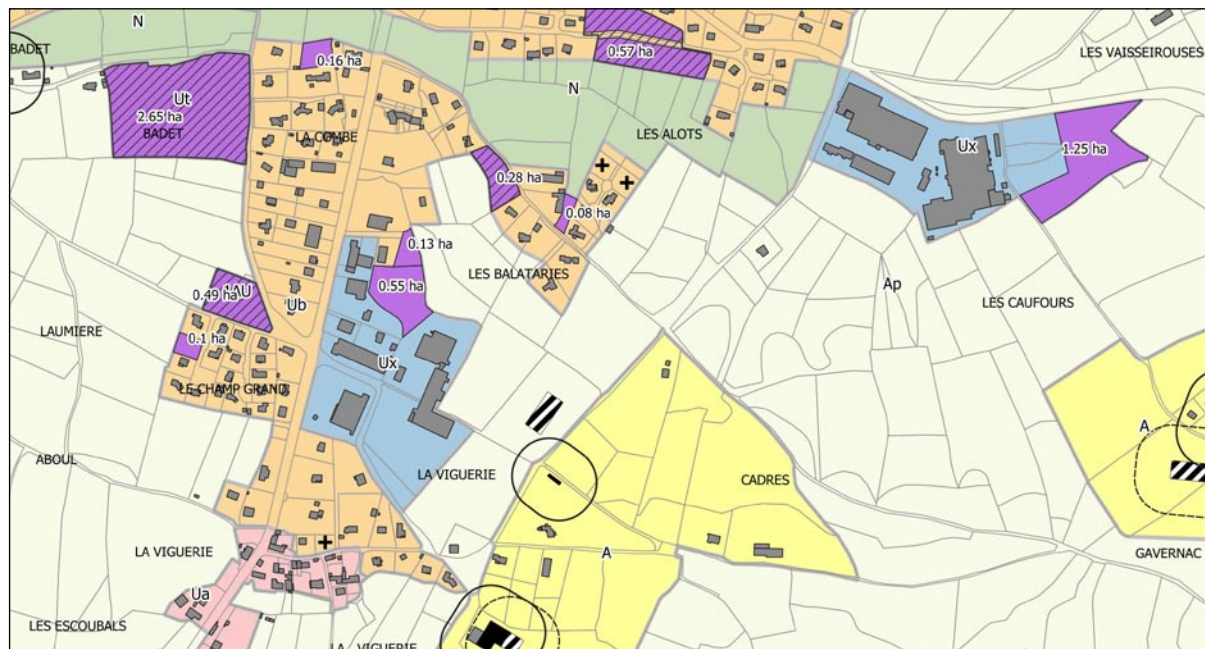 N
BADET
0.16 ha
0.57 ha
LES VAISSEIROUSES
Ut
2.65 ha
BADET
LA COMBE
N
LES ALOTS
Ux
1.25 ha
0.28 ha
0.08 ha
0.13 ha
LES BALATARIES
0.55 ha
Ap
LES CAUFOURS
1AU
0.49 ha
Ub
LAUMIERE
0.1 ha
Ux
LE CHAMP GRAND
A
ABOUL
LA VIGUERIE
CADRES
LA VIGUERIE
A
GAVERNAC
Ua
LES ESCOUBALS
LA VIGUERIE